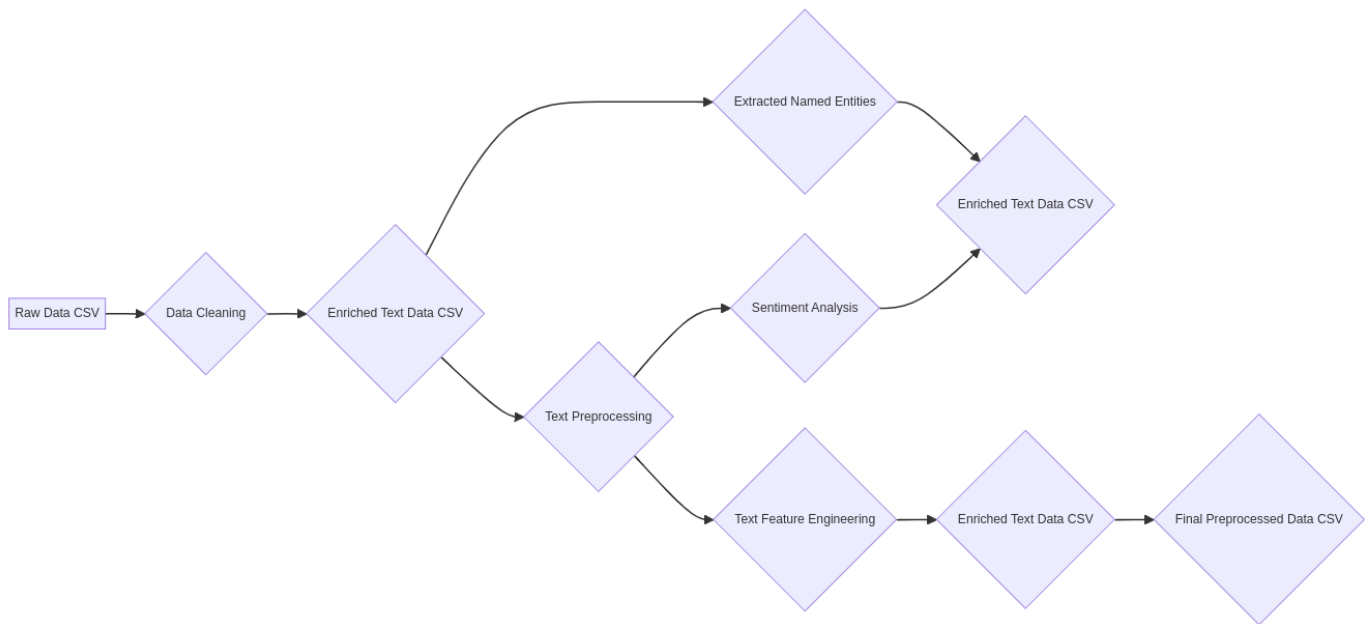 Raw Data CSV
Data Cleaning
Enriched Text Data CSV
Extracted Named Entities
Enriched Text Data CSV
Text Preprocessing
Sentiment Analysis
Text Feature Engineering
Enriched Text Data CSV
Final Preprocessed Data CSV